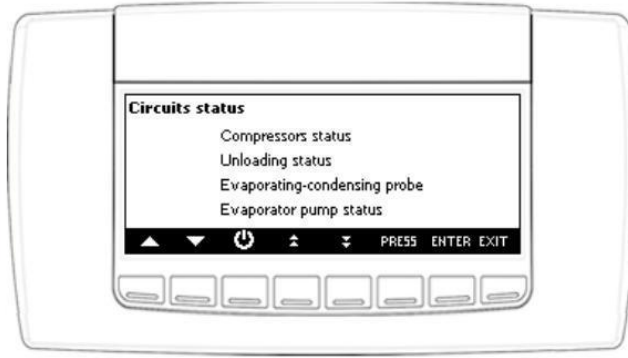 Circuits status
Compressors status
Unloading status
Evaporating-condensing probe
Evaporator pump status
PRESS ENTER EXIT